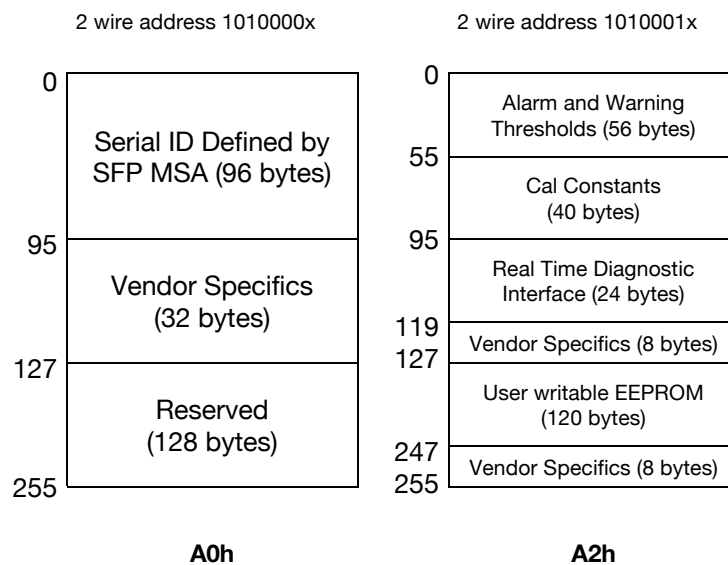 2 wire address 1010000x
0
Serial ID Defined by
SFP MSA (96 bytes)
95
Vendor Specifics
(32 bytes)
127
Reserved
(128 bytes)
255
A0h
2 wire address 1010001x
0
Alarm and Warning
Thresholds (56 bytes)
55
Cal Constants
(40 bytes)
95
Real Time Diagnostic
Interface (24 bytes)
119
Vendor Specifics (8 bytes)
127
User writable EEPROM
(120 bytes)
247
Vendor Specifics (8 bytes)
255
A2h